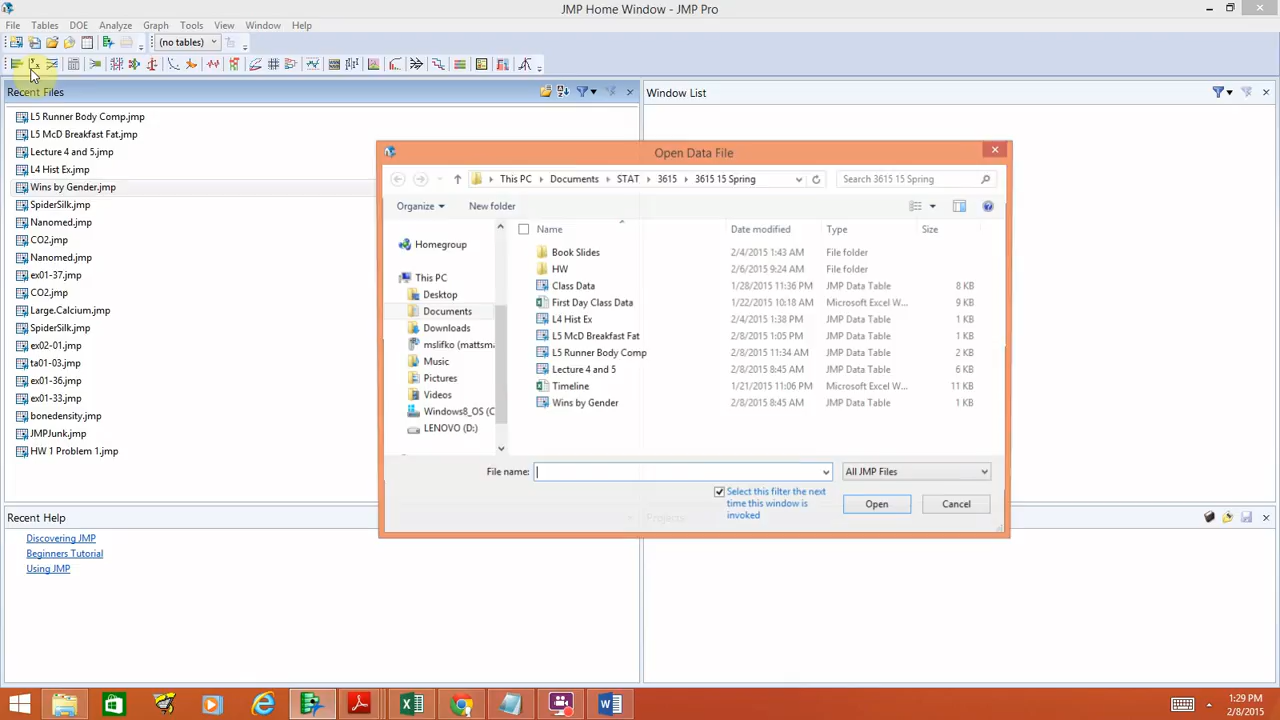 JMP Home Window - JMP Pro
File Tables DOE Analyze Graph Tools View Window Help
(no tables)
Recent Files
L5 Runner Body Comp.jmp
L5 McD Breakfast Fat.jmp
Lecture 4 and 5.jmp
L4 Hist Ex.jmp
Wins by Gender.jmp
SpiderSilk.jmp
Nanomed.jmp
CO2.jmp
Nanomed.jmp
ex01-37.jmp
CO2.jmp
Large.Calcium.jmp
SpiderSilk.jmp
ex02-01.jmp
ta01-03.jmp
ex01-36.jmp
ex01-33.jmp
bonedensity.jmp
JMPJunk.jmp
HW 1 Problem 1.jmp
Recent Help
Discovering JMP
Beginners Tutorial
Using JMP
Window List
Projects
Open Data File
This PC Documents STAT 3615 3615 15 Spring
Search 3615 15 Spring
Organize New folder
Homegroup
This PC
Desktop
Documents
Downloads
mslifko (mattsm
Music
Pictures
Videos
Windows8_OS (C
LENOVO (D:)
Name Date modified Type Size
Book Slides 2/4/2015 1:43 AM File folder
HW 2/6/2015 9:24 AM File folder
Class Data 1/28/2015 11:36 PM JMP Data Table 8 KB
First Day Class Data 1/22/2015 10:18 AM Microsoft Excel W... 9 KB
L4 Hist Ex 2/4/2015 1:38 PM JMP Data Table 1 KB
L5 McD Breakfast Fat 2/8/2015 1:05 PM JMP Data Table 1 KB
L5 Runner Body Comp 2/8/2015 11:34 AM JMP Data Table 2 KB
Lecture 4 and 5 2/8/2015 8:45 AM JMP Data Table 6 KB
Timeline 1/21/2015 11:06 PM Microsoft Excel W... 11 KB
Wins by Gender 2/8/2015 8:45 AM JMP Data Table 1 KB
File name: All JMP Files
Select this filter the next
time this window is
invoked
Open Cancel
1:29 PM
2/8/2015